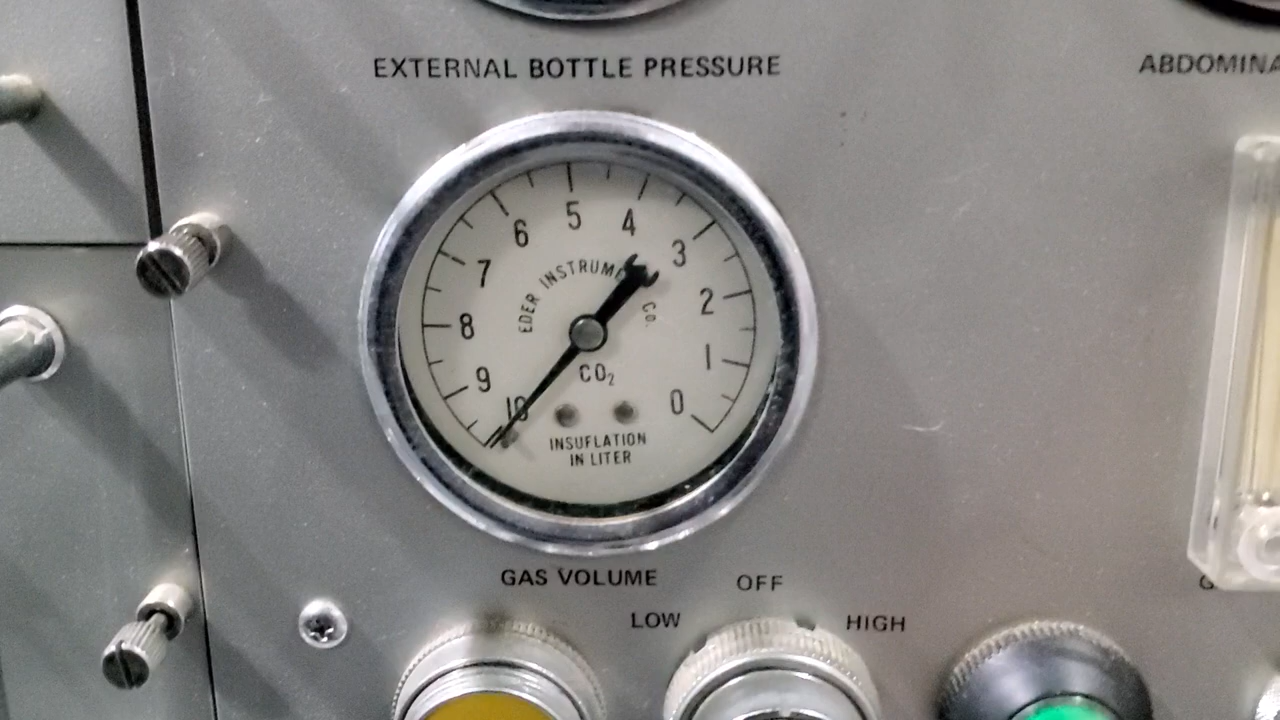 EXTERNAL BOTTLE PRESSURE
ABDOMINA
5
4
6
3
7
EDER INSTRUME
CO.
2
8
1
CO₂
9
0
10
INSUFLATION
IN LITER
GAS VOLUME
OFF
LOW
HIGH